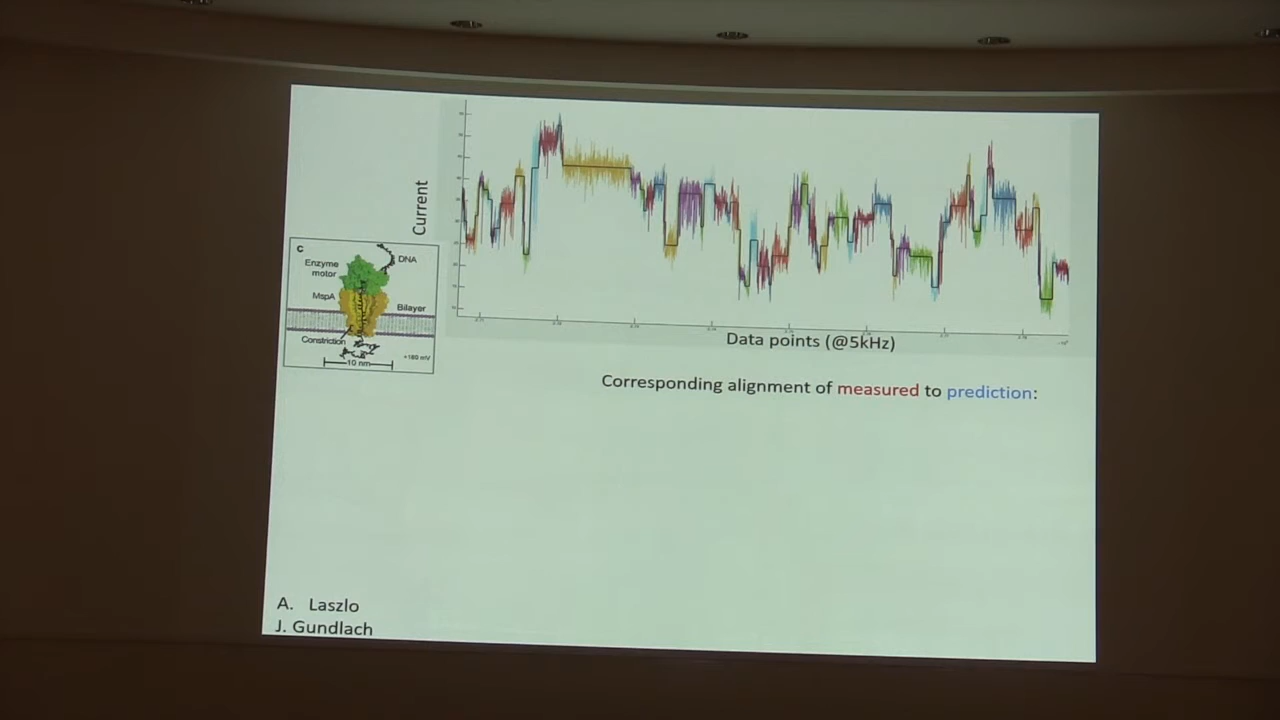 Current
Data points (@5kHz)
c
Enzyme
motor
DNA
MspA
Bilayer
Constriction
+180 mV
10 nm
Corresponding alignment of measured to prediction:
A. Laszlo
J. Gundlach